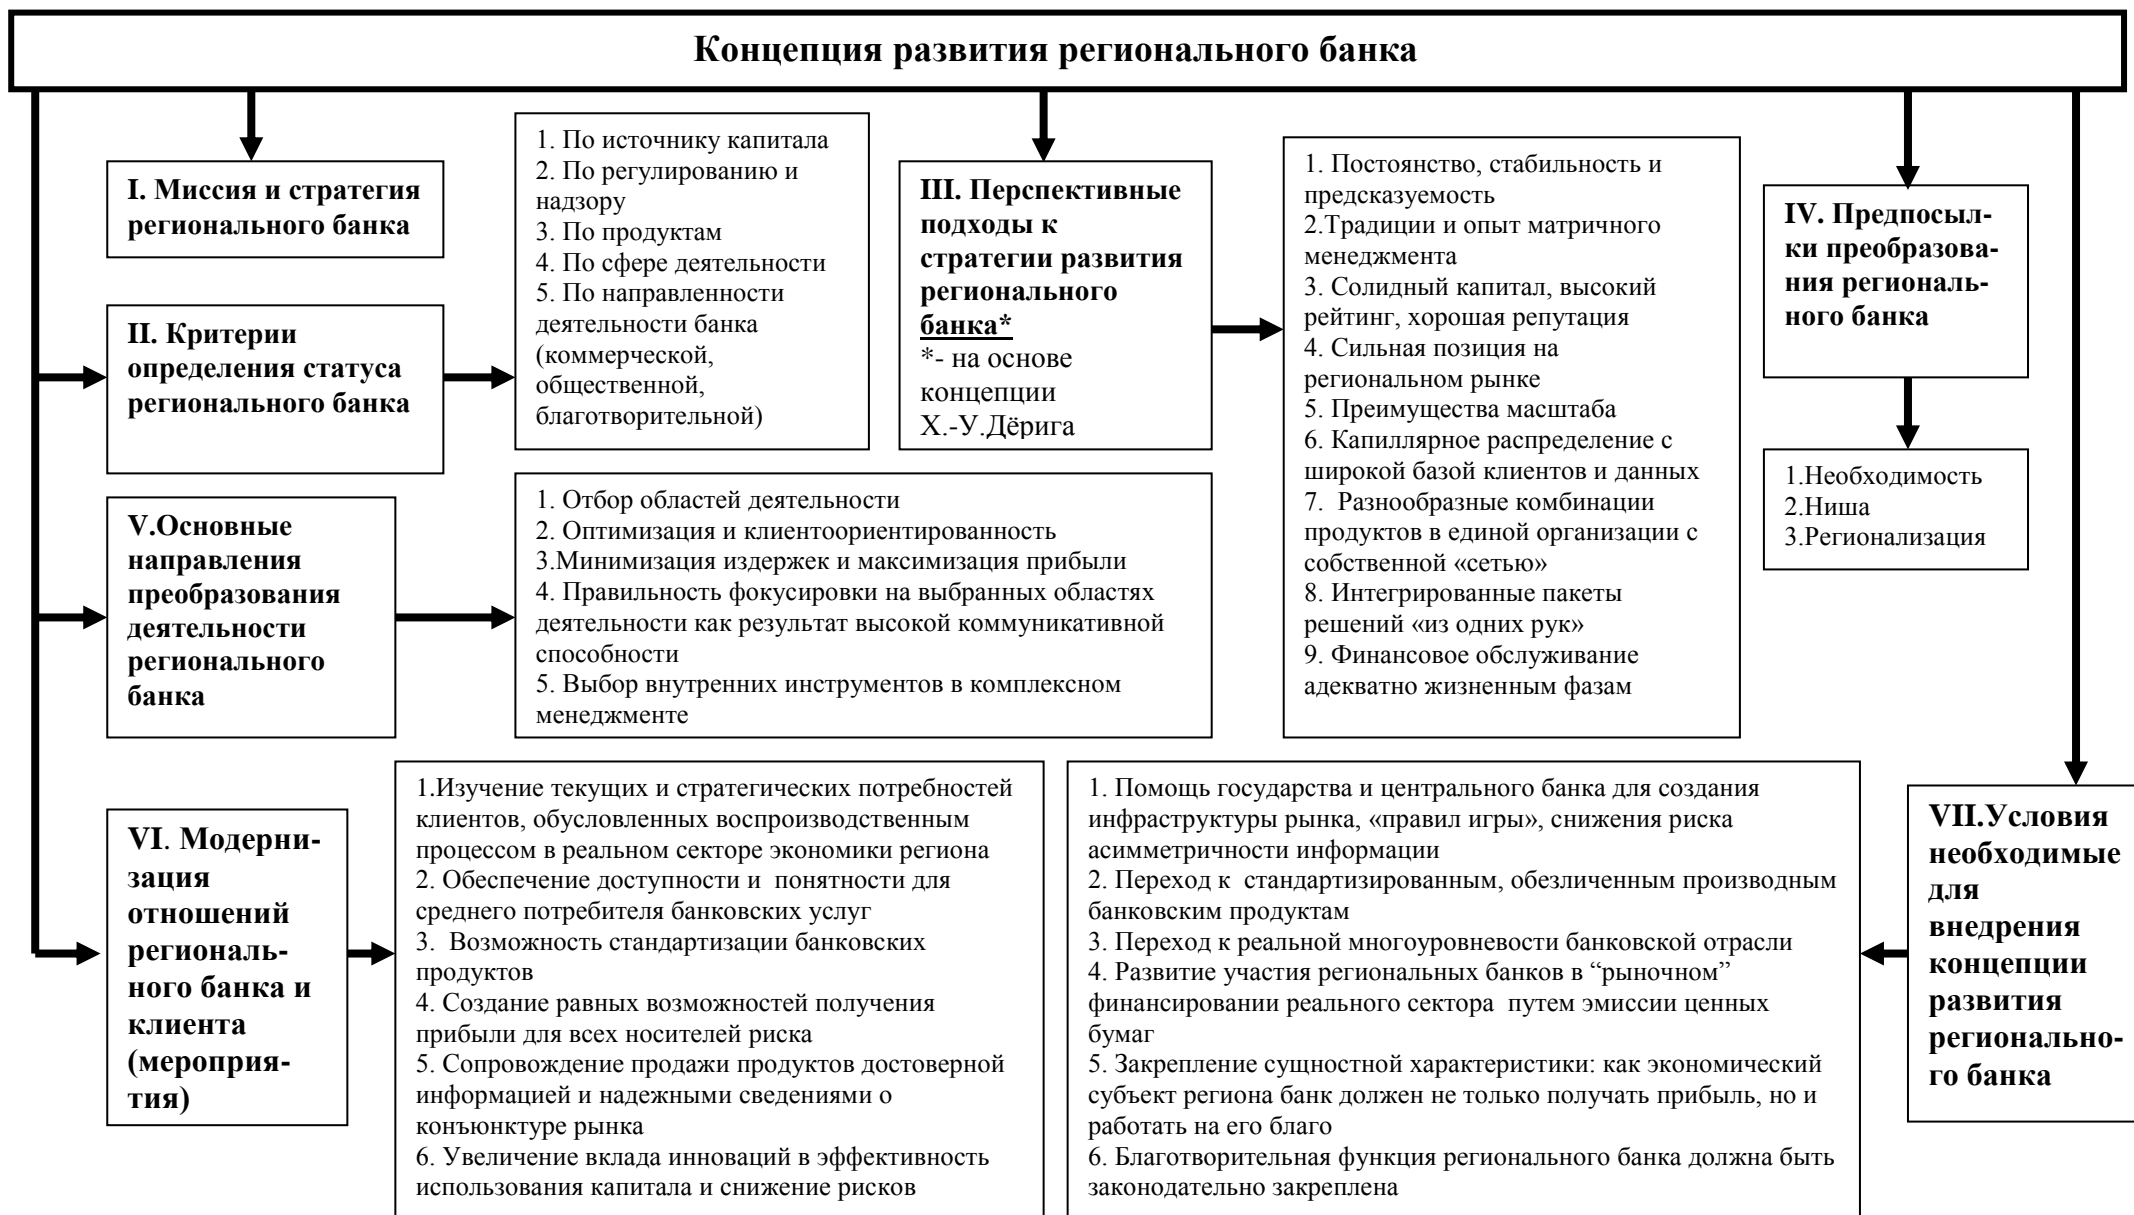 Концепция развития регионального банка
I. Миссия и стратегия
регионального банка
II. Критерии
определения статуса
регионального банка
1. По источнику капитала
2. По регулированию и
надзору
3. По продуктам
4. По сфере деятельности
5. По направленности
деятельности банка
(коммерческой,
общественной,
благотворительной)
III. Перспективные
подходы к
стратегии развития
регионального
банка*
*- на основе
концепции
Х.-У.Дёрига
1. Постоянство, стабильность и
предсказуемость
2.Традиции и опыт матричного
менеджмента
3. Солидный капитал, высокий
рейтинг, хорошая репутация
4. Сильная позиция на
региональном рынке
5. Преимущества масштаба
6. Капиллярное распределение с
широкой базой клиентов и данных
7.  Разнообразные комбинации
продуктов в единой организации с
собственной «сетью»
8. Интегрированные пакеты
решений «из одних рук»
9. Финансовое обслуживание
адекватно жизненным фазам
IV. Предпосыл-
ки преобразова-
ния региональ-
ного банка
1.Необходимость
2.Ниша
3.Регионализация
V.Основные
направления
преобразования
деятельности
регионального
банка
1. Отбор областей деятельности
2. Оптимизация и клиентоориентированность
3.Минимизация издержек и максимизация прибыли
4. Правильность фокусировки на выбранных областях
деятельности как результат высокой коммуникативной
способности
5. Выбор внутренних инструментов в комплексном
менеджменте
VI. Модерни-
зация
отношений
региональ-
ного банка и
клиента
(мероприя-
тия)
1.Изучение текущих и стратегических потребностей
клиентов, обусловленных воспроизводственным
процессом в реальном секторе экономики региона
2. Обеспечение доступности и  понятности для
среднего потребителя банковских услуг
3.  Возможность стандартизации банковских
продуктов
4. Создание равных возможностей получения
прибыли для всех носителей риска
5. Сопровождение продажи продуктов достоверной
информацией и надежными сведениями о
конъюнктуре рынка
6. Увеличение вклада инноваций в эффективность
использования капитала и снижение рисков
1. Помощь государства и центрального банка для создания
инфраструктуры рынка, «правил игры», снижения риска
асимметричности информации
2. Переход к  стандартизированным, обезличенным производным
банковским продуктам
3. Переход к реальной многоуровневости банковской отрасли
4. Развитие участия региональных банков в “рыночном”
финансировании реального сектора  путем эмиссии ценных
бумаг
5. Закрепление сущностной характеристики: как экономический
субъект региона банк должен не только получать прибыль, но и
работать на его благо
6. Благотворительная функция регионального банка должна быть
законодательно закреплена
VII.Условия
необходимые
для
внедрения
концепции
развития
регионально-
го банка